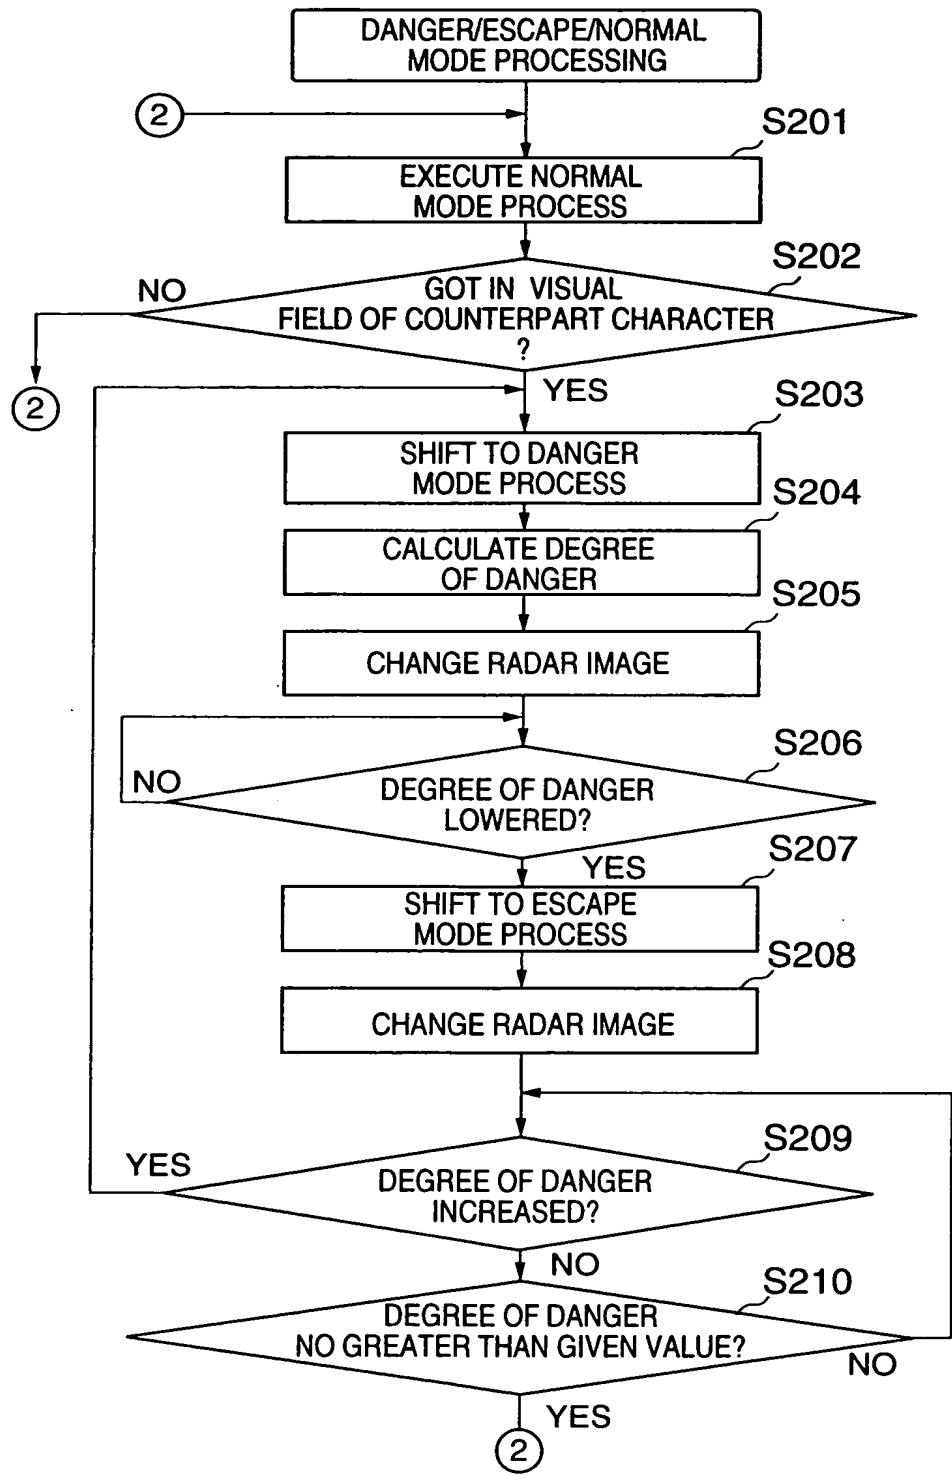 DANGER/ESCAPE/NORMAL
MODE PROCESSING
2
S201
EXECUTE NORMAL
MODE PROCESS
S202
NO
GOT IN VISUAL
FIELD OF COUNTERPART CHARACTER
?
2
YES
S203
SHIFT TO DANGER
MODE PROCESS
S204
CALCULATE DEGREE
OF DANGER
S205
CHANGE RADAR IMAGE
S206
NO
DEGREE OF DANGER
LOWERED?
YES
S207
SHIFT TO ESCAPE
MODE PROCESS
S208
CHANGE RADAR IMAGE
S209
YES
DEGREE OF DANGER
INCREASED?
NO
S210
DEGREE OF DANGER
NO GREATER THAN GIVEN VALUE?
NO
YES
2